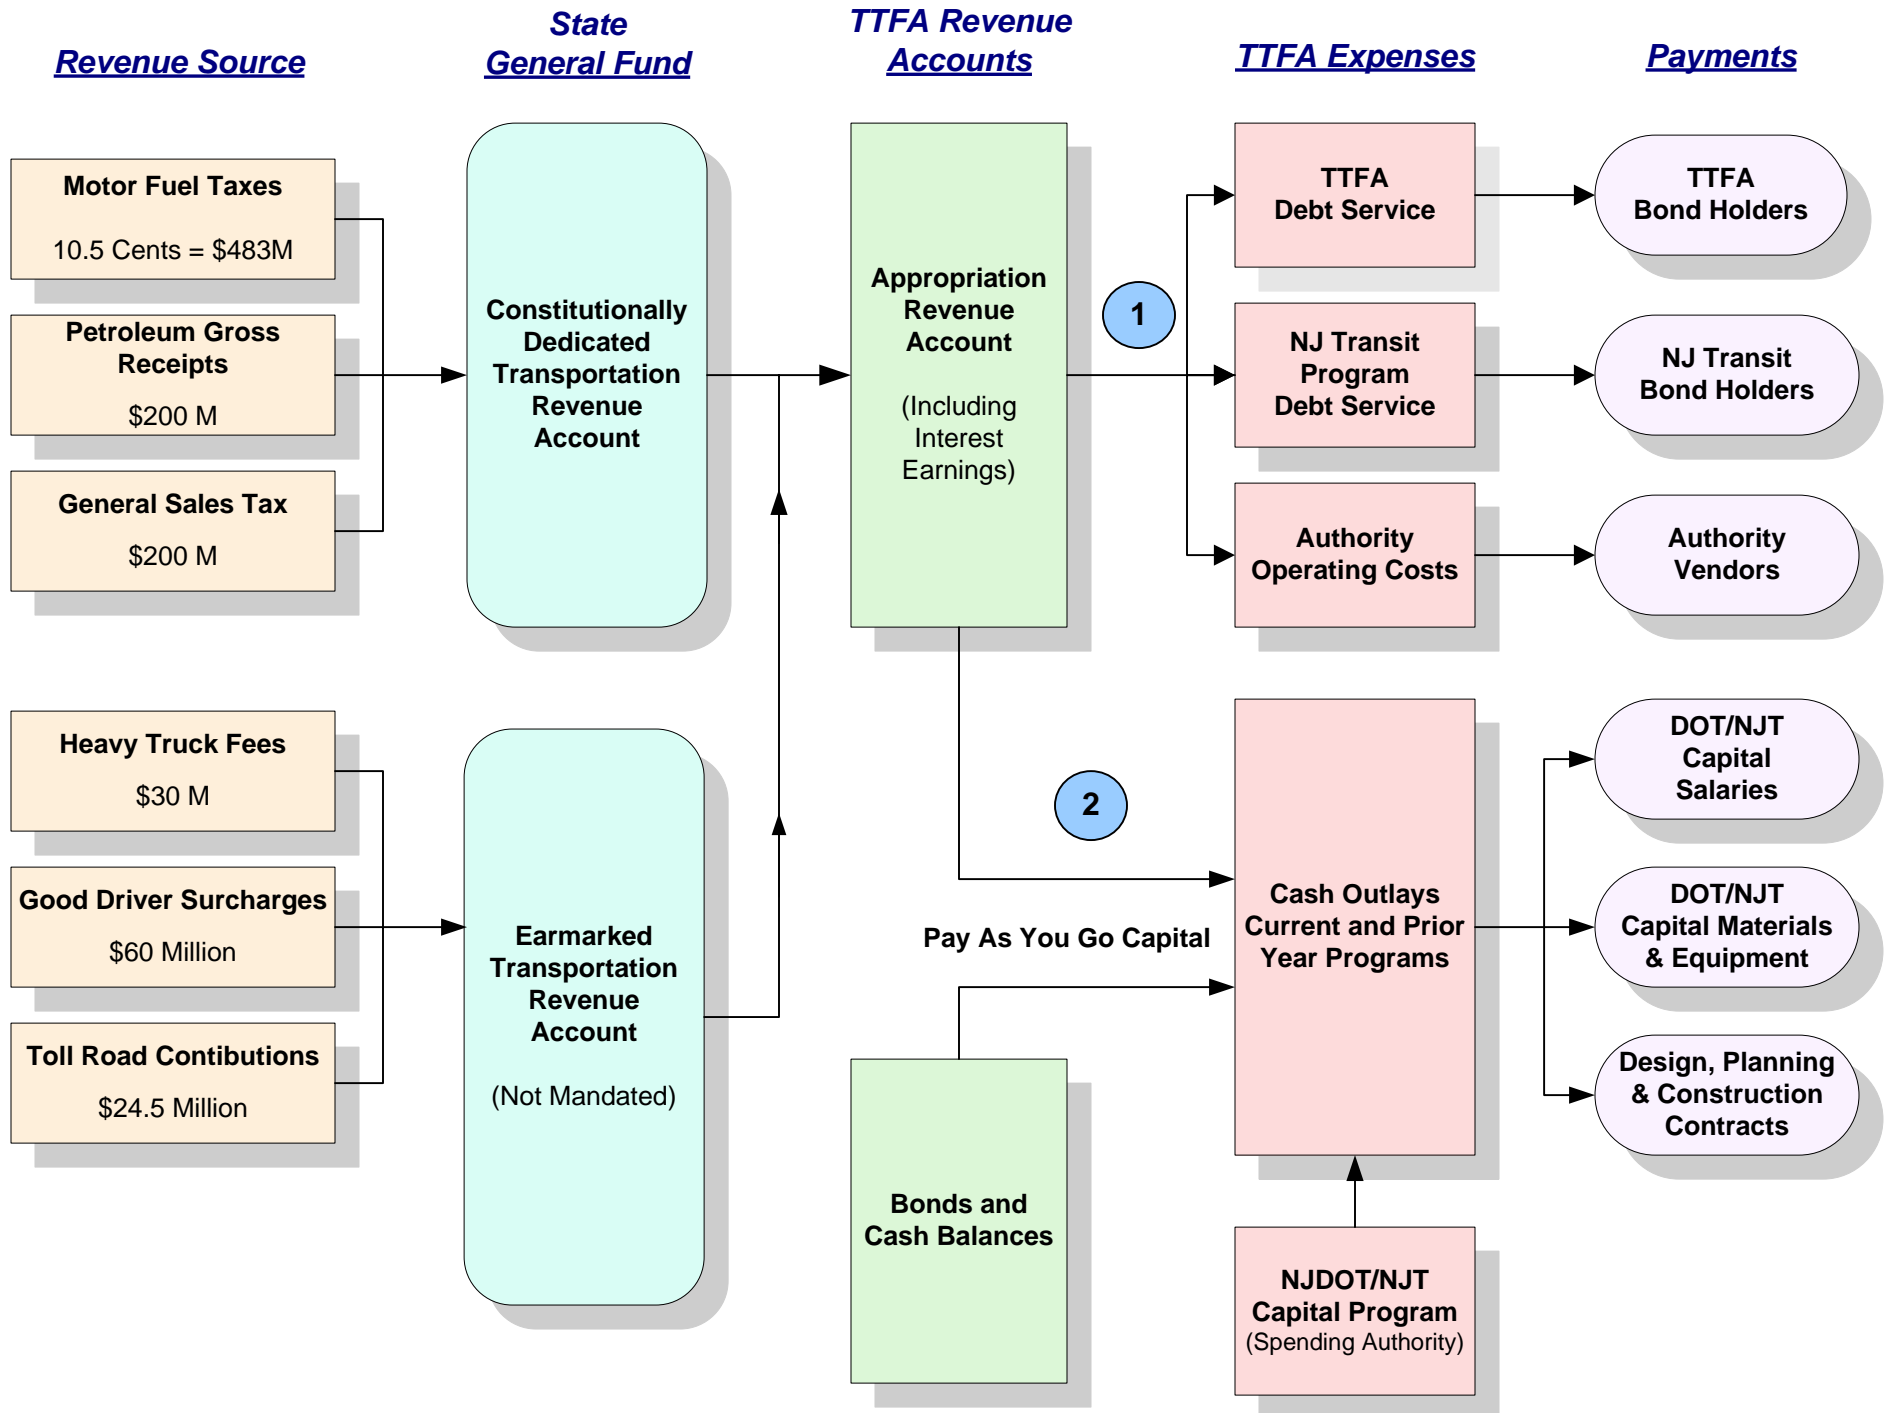 Revenue Source
State
General Fund
TTFA Revenue
Accounts
TTFA Expenses
Payments
Motor Fuel Taxes
10.5 Cents = $483M
Petroleum Gross
Receipts
$200 M
General Sales Tax
$200 M
Heavy Truck Fees
$30 M
Good Driver Surcharges
$60 Million
Toll Road Contibutions
$24.5 Million
Constitutionally
Dedicated
Transportation
Revenue
Account
Earmarked
Transportation
Revenue
Account
(Not Mandated)
Appropriation
Revenue
Account
(Including
Interest
Earnings)
1
2
Pay As You Go Capital
Bonds and
Cash Balances
TTFA
Debt Service
NJ Transit
Program
Debt Service
Authority
Operating Costs
Cash Outlays
Current and Prior
Year Programs
NJDOT/NJT
Capital Program
(Spending Authority)
TTFA
Bond Holders
NJ Transit
Bond Holders
Authority
Vendors
DOT/NJT
Capital
Salaries
DOT/NJT
Capital Materials
& Equipment
Design, Planning
& Construction
Contracts